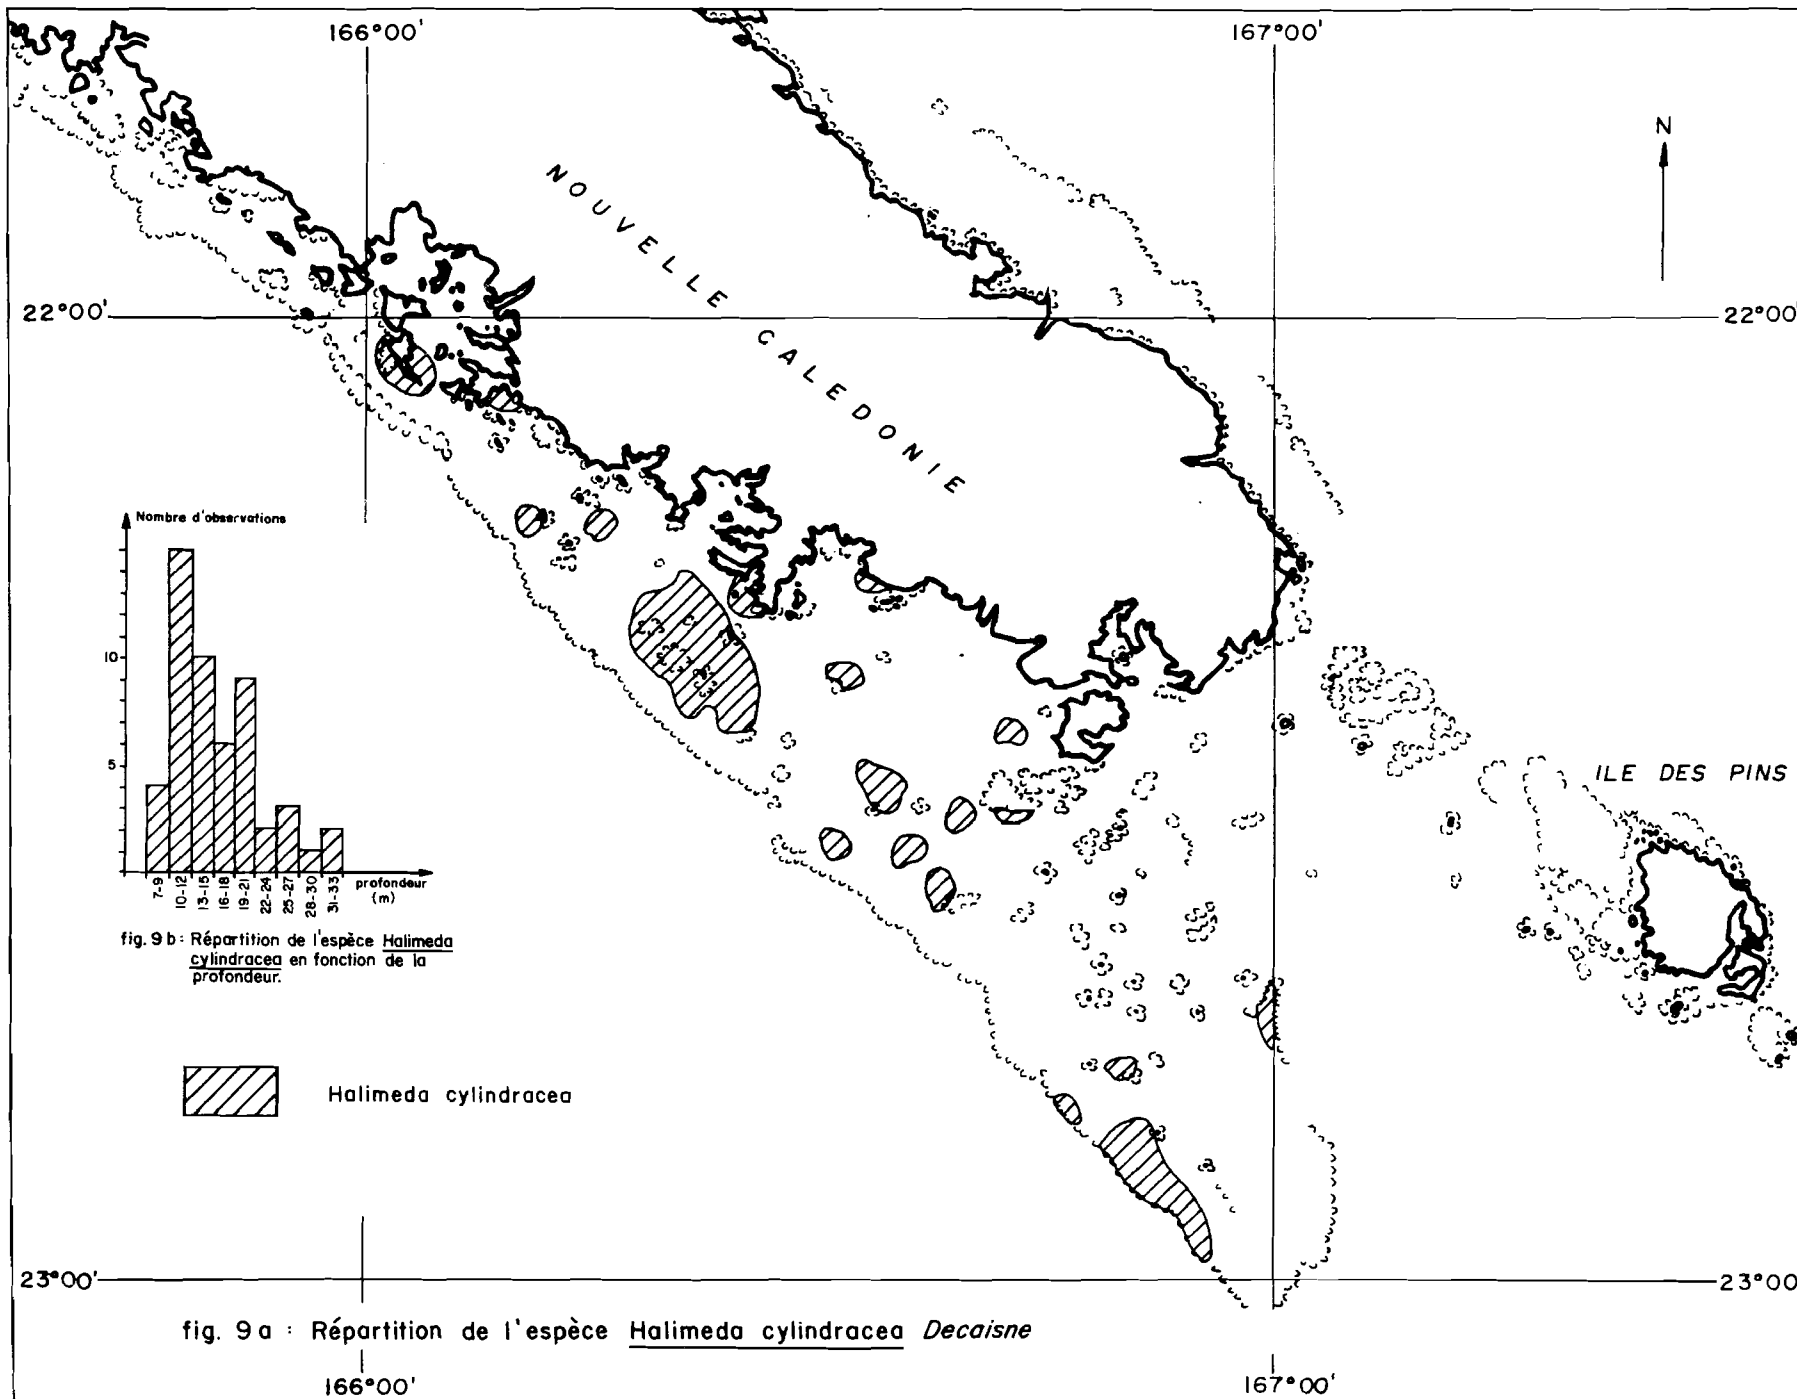 166°00'
167°00'
N
NOUVELLE CALEDONIE
22°00'
22°00'
Nombre d'observations
10
5
7-9
10-12
13-15
16-18
19-21
22-24
25-27
28-30
31-33
profondeur
(m)
fig. 9 b : Répartition de l'espèce Halimeda
cylindracea en fonction de la
profondeur.
ILE DES PINS
Halimeda cylindracea
23°00'
23°00
fig. 9 a : Répartition de l'espèce Halimeda cylindracea Decaisne
166°00'
167°00'